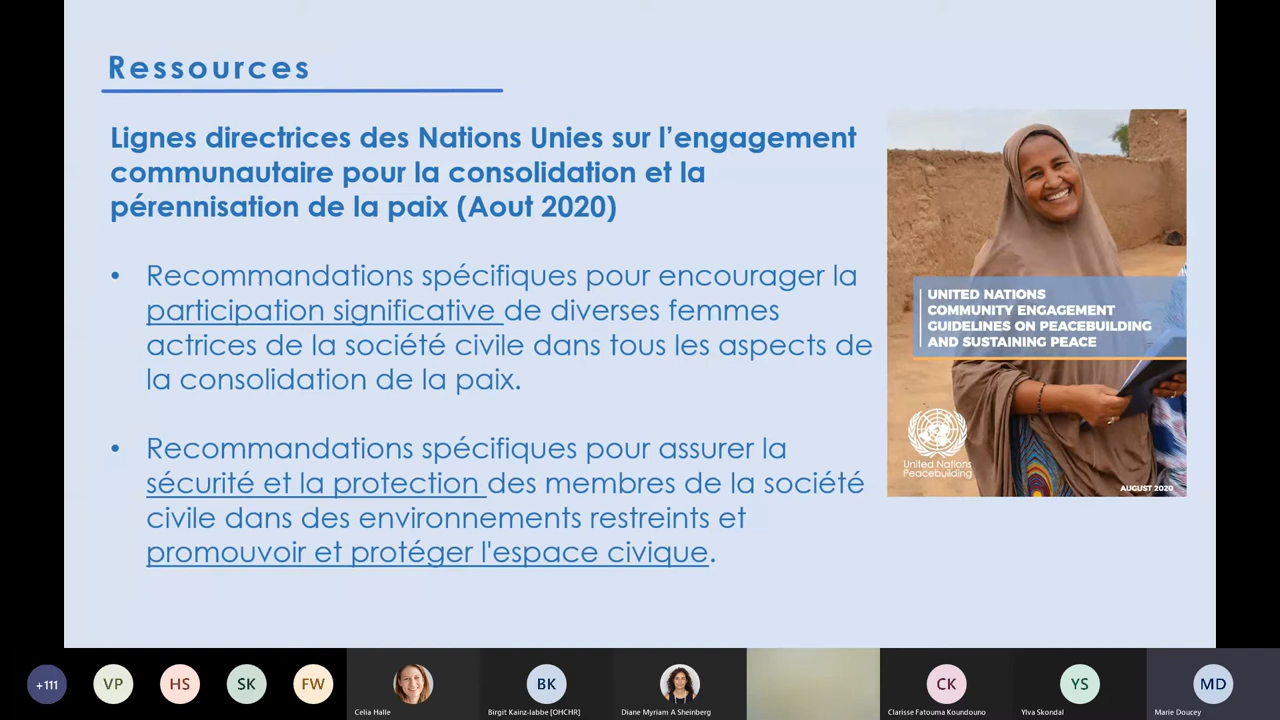 Ressources
Lignes directrices des Nations Unies sur l’engagement
communautaire pour la consolidation et la
pérennisation de la paix (Aout 2020)
• Recommandations spécifiques pour encourager la
participation significative de diverses femmes
actrices de la société civile dans tous les aspects de
la consolidation de la paix.
• Recommandations spécifiques pour assurer la
sécurité et la protection des membres de la société
civile dans des environnements restreints et
promouvoir et protéger l'espace civique.
UNITED NATIONS
COMMUNITY ENGAGEMENT
GUIDELINES ON PEACEBUILDING
AND SUSTAINING PEACE
United Nations
Peacebuilding
AUGUST 2020
+111
VP
HS
SK
FW
Celia Halle
BK
Birgit Kainz-labbe [OHCHR]
Diane Myriam A Sheinberg
CK
Clarisse Fatouma Koundouno
YS
Ylva Skondal
MD
Marie Doucey